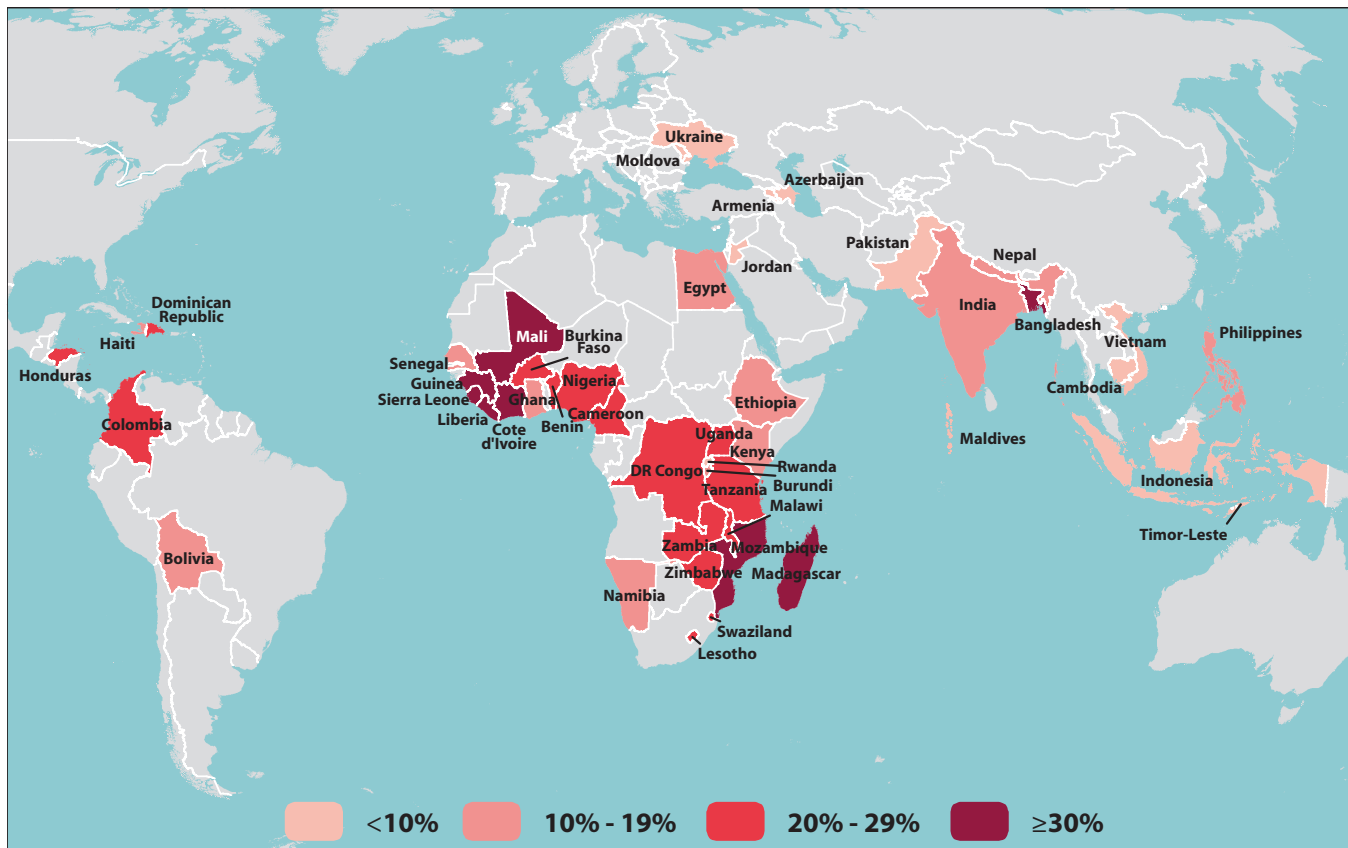 Ukraine
Moldova
Azerbaijan
Armenia
Pakistan
Jordan
Nepal
Egypt
India
Dominican
Republic
Bangladesh
Philippines
Haiti
Mali
Burkina
Faso
Vietnam
Senegal
Honduras
Guinea
Nigeria
Cambodia
Sierra Leone
Ghana
Ethiopia
Liberia
Cameroon
Colombia
Cote
d'Ivoire
Benin
Uganda
Maldives
Kenya
Rwanda
DR Congo
Burundi
Indonesia
Tanzania
Malawi
Timor-Leste
Zambia
Mozambique
Bolivia
Zimbabwe
Madagascar
Namibia
Swaziland
Lesotho
<10%
10% - 19%
20% - 29%
≥30%